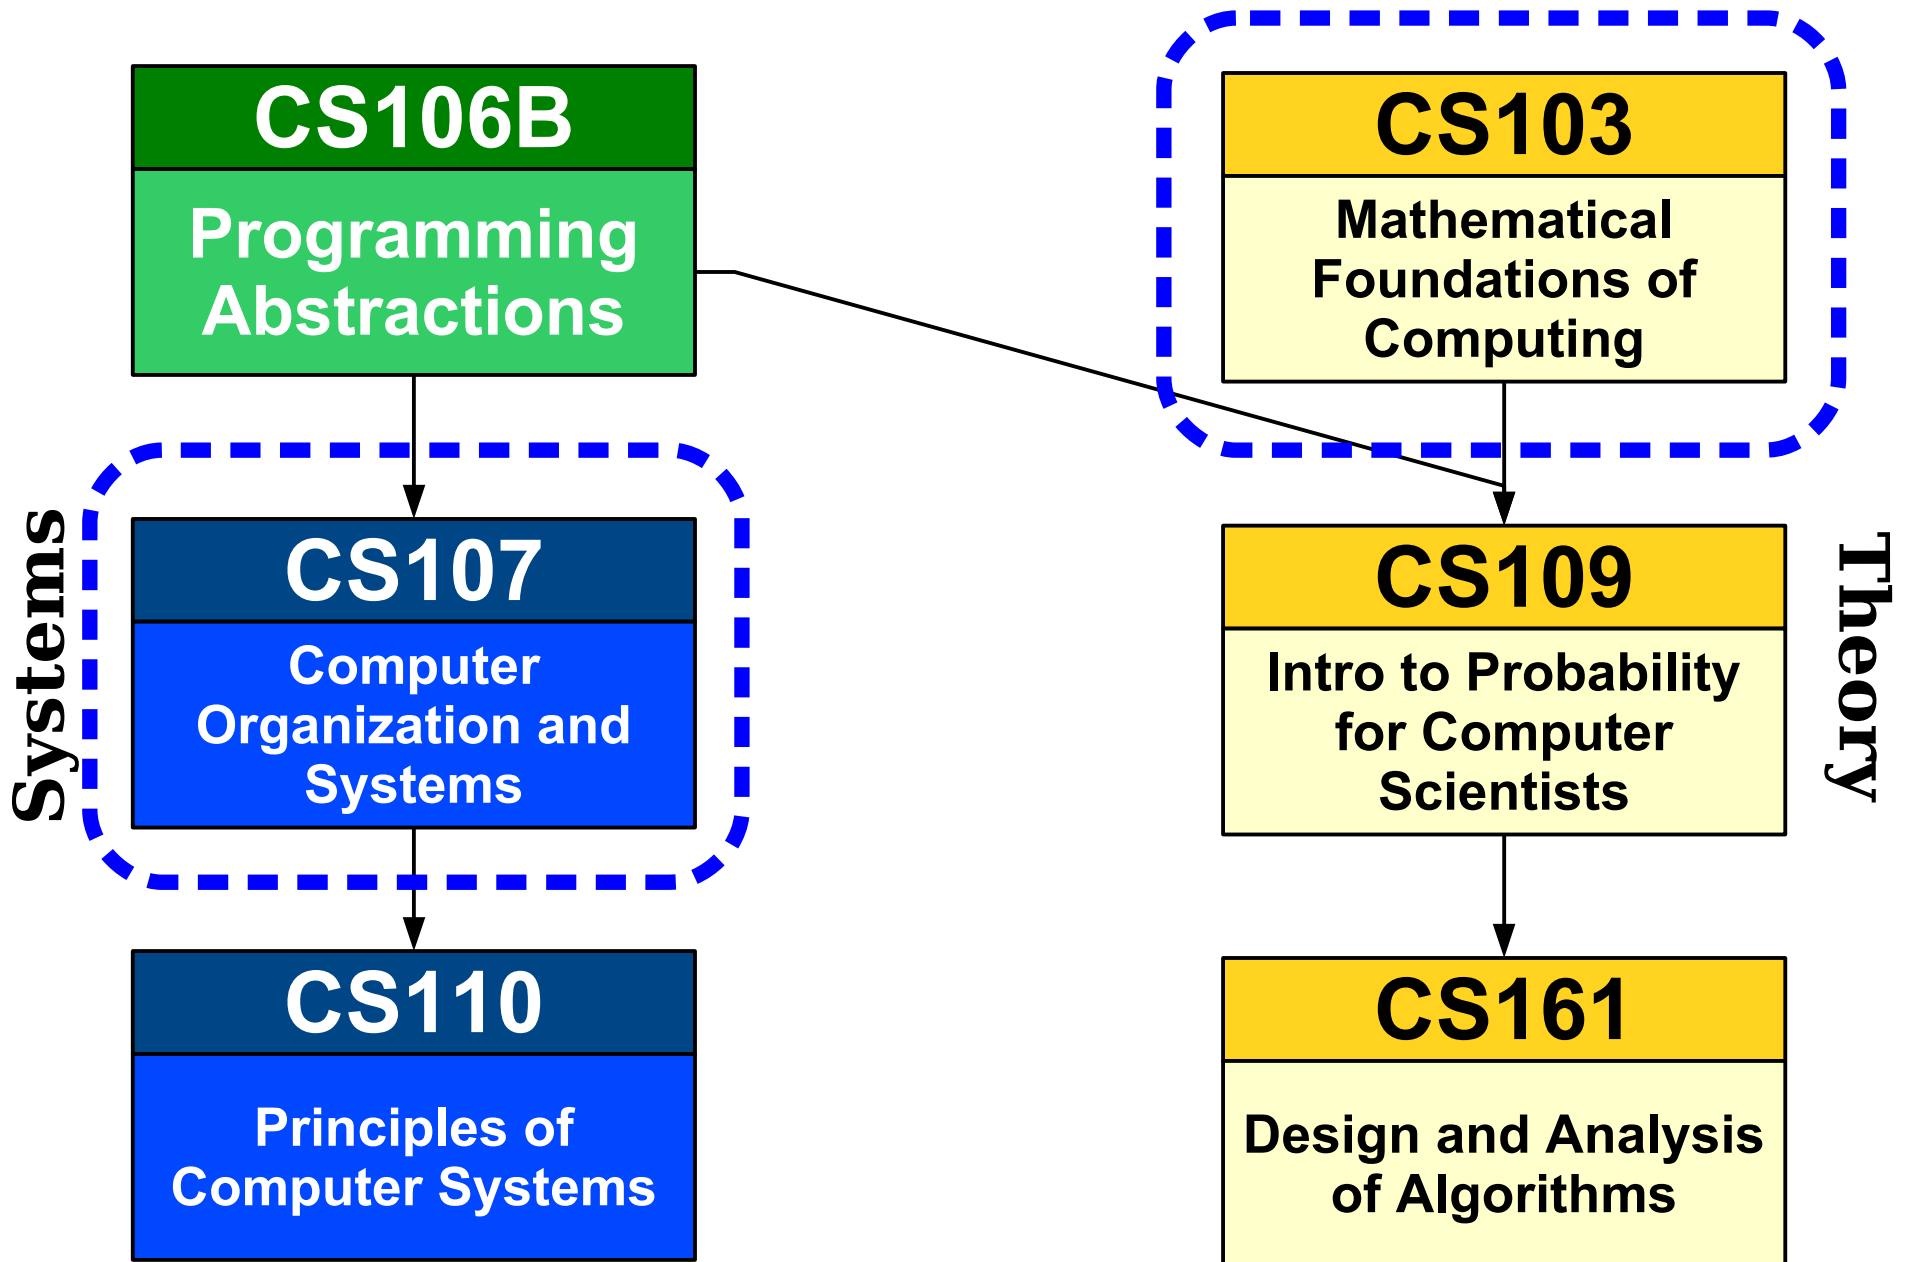 CS106B
Programming
Abstractions
CS103
Mathematical
Foundations of
Computing
Systems
CS107
Computer
Organization and
Systems
CS109
Intro to Probability
for Computer
Scientists
Theory
CS110
Principles of
Computer Systems
CS161
Design and Analysis
of Algorithms